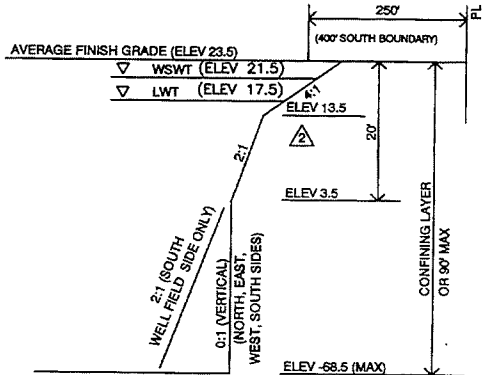 250'
PL
(400' SOUTH BOUNDARY)
AVERAGE FINISH GRADE (ELEV 23.5)
WSWT (ELEV 21.5)
LWT (ELEV 17.5)
4:1
ELEV 13.5
2
20'
2:1
ELEV 3.5
2:1 (SOUTH
WELL FIELD SIDE ONLY)
0:1 (VERTICAL)
(NORTH, EAST,
WEST, SOUTH SIDES)
CONFINING LAYER
OR 90' MAX
ELEV -68.5 (MAX)